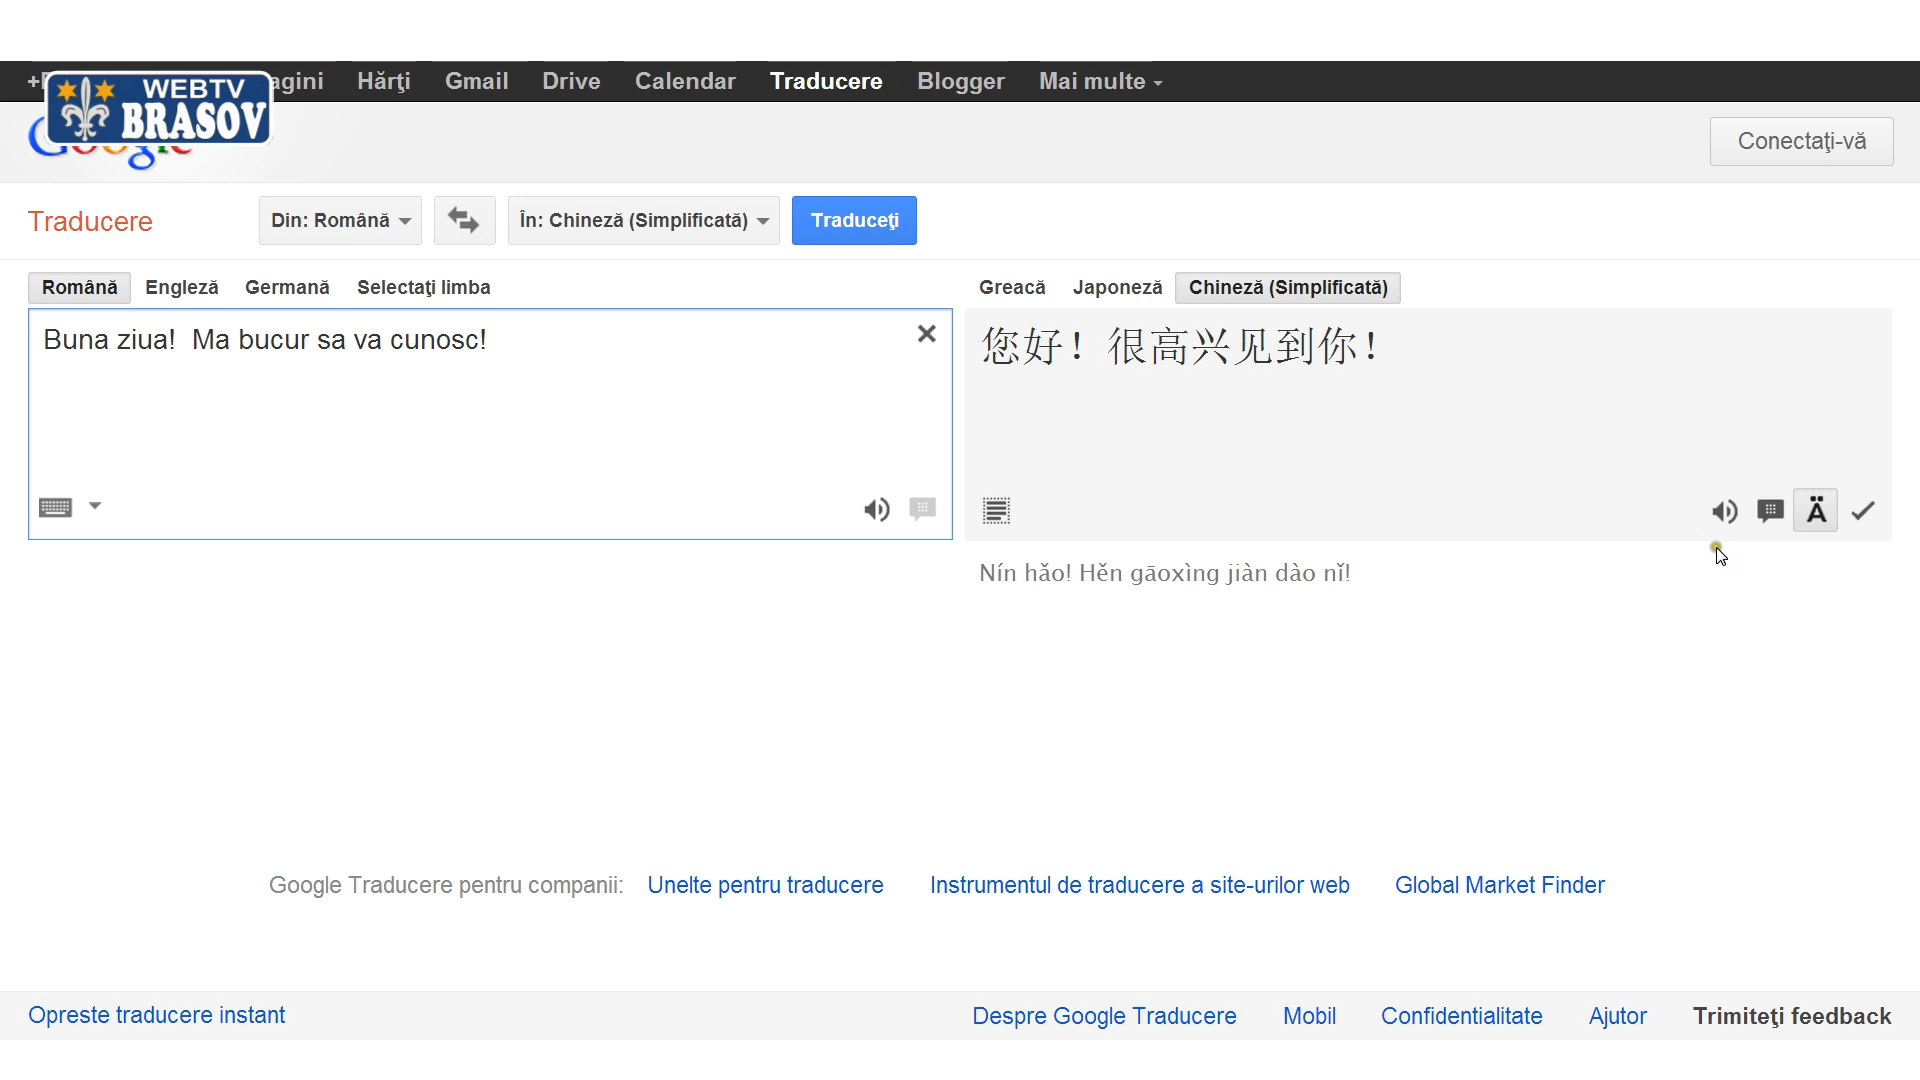 agini Hărţi Gmail Drive Calendar Traducere Blogger Mai multe
WEBTV
BRASOV
Conectaţi-vă
Traducere Din: Română În: Chineză (Simplificată) Traduceţi
Română Engleză Germană Selectaţi limba Greacă Japoneză Chineză (Simplificată)
Buna ziua!  Ma bucur sa va cunosc!
您好！很高兴见到你！
Ä
Nín hǎo! Hěn gāoxìng jiàn dào nǐ!
Google Traducere pentru companii: Unelte pentru traducere Instrumentul de traducere a site-urilor web Global Market Finder
Opreste traducere instant Despre Google Traducere Mobil Confidenţialitate Ajutor Trimiteţi feedback